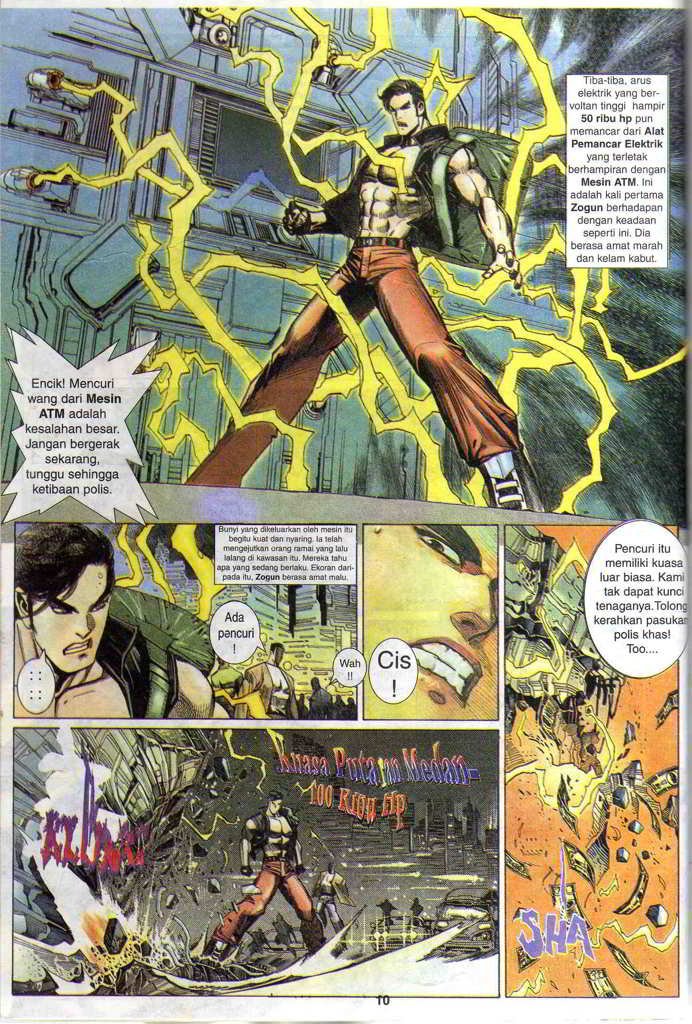 Tiba-tiba, arus
elektrik yang ber-
voltan tinggi hampir
50 ribu hp pun
memancar dari Alat
Pemancar Elektrik
yang terletak
berhampiran dengan
Mesin ATM. Ini
adalah kali pertama
Zogun berhadapan
dengan keadaan
seperti ini. Dia
berasa amat marah
dan kelam kabut.
Encik! Mencuri
wang dari Mesin
ATM adalah
kesalahan besar.
Jangan bergerak
sekarang,
tunggu sehingga
ketibaan polis.
Bunyi yang dikeluarkan oleh mesin itu
begitu kuat dan nyaring. Ia telah
mengejutkan orang ramai yang lalu
lalang di kawasan itu. Mereka tahu
apa yang sedang berlaku. Ekoran dari-
pada itu, Zogun berasa amat malu.
Ada
pencuri
!
Wah
!!
: :
: :
Cis
!
Pencuri itu
memiliki kuasa
luar biasa. Kami
tak dapat kunci
tenaganya.Tolong
kerahkan pasukan
polis khas!
Too....
Kuasa Putaran Medan-
100 Ribu Hp
SHA
10